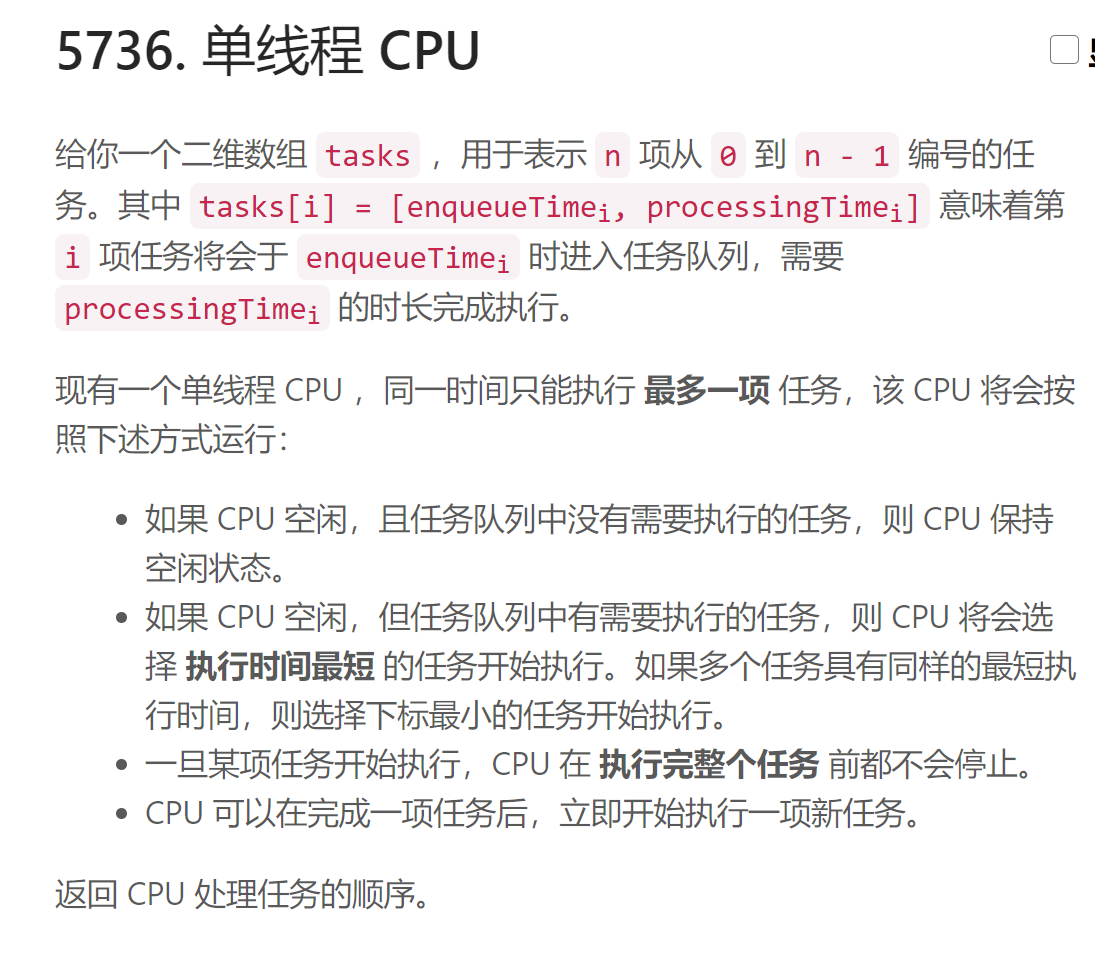 5736. 单线程 CPU
给你一个二维数组 tasks ，用于表示 n 项从 0 到 n - 1 编号的任
务。其中 tasks[i] = [enqueueTimeᵢ, processingTimeᵢ] 意味着第
i 项任务将会于 enqueueTimeᵢ 时进入任务队列，需要
processingTimeᵢ 的时长完成执行。
现有一个单线程 CPU ，同一时间只能执行 最多一项 任务，该 CPU 将会按
照下述方式运行：
• 如果 CPU 空闲，且任务队列中没有需要执行的任务，则 CPU 保持
空闲状态。
• 如果 CPU 空闲，但任务队列中有需要执行的任务，则 CPU 将会选
择 执行时间最短 的任务开始执行。如果多个任务具有同样的最短执
行时间，则选择下标最小的任务开始执行。
• 一旦某项任务开始执行，CPU 在 执行完整个任务 前都不会停止。
• CPU 可以在完成一项任务后，立即开始执行一项新任务。
返回 CPU 处理任务的顺序。